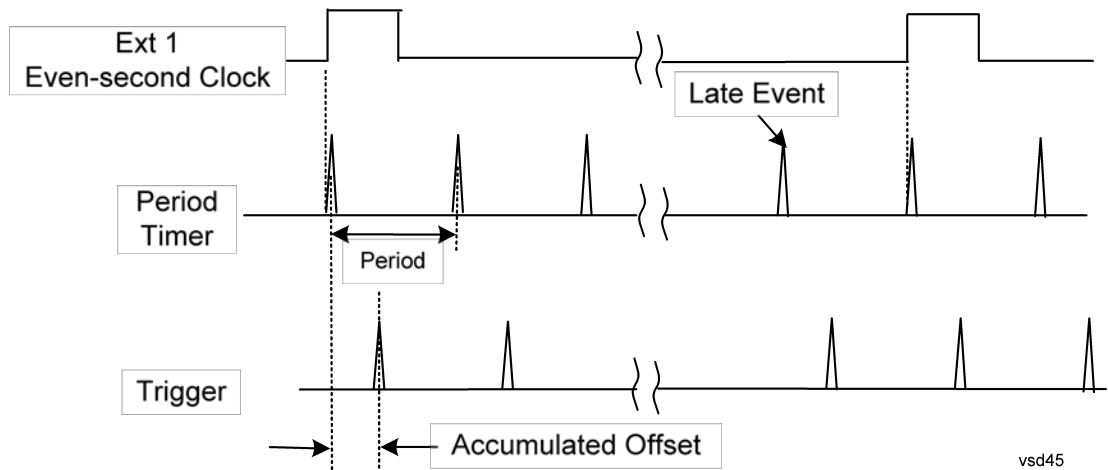 Ext 1
Even-second Clock
Late Event
Period
Timer
Period
Trigger
Accumulated Offset
vsd45